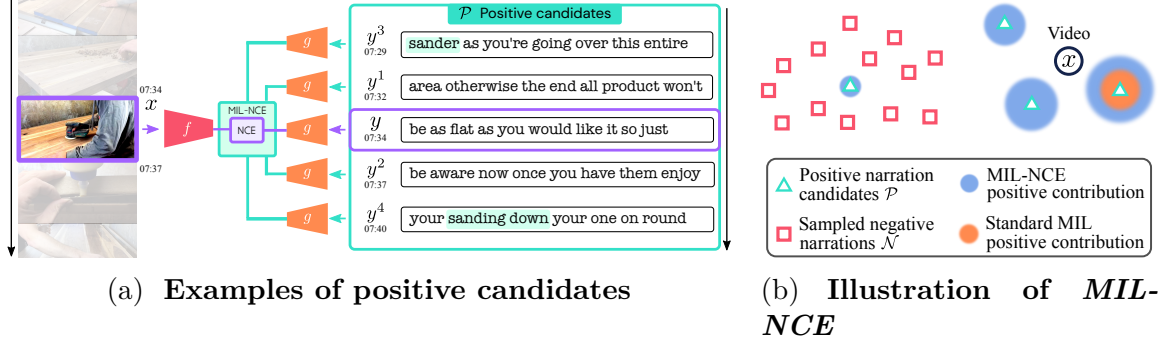 𝒫 Positive candidates
y³
07:29
g
sander as you're going over this entire
y¹
07:32
g
area otherwise the end all product won't
07:34
x
f
MIL-NCE
NCE
g
y
07:34
be as flat as you would like it so just
07:37
g
y²
07:37
be aware now once you have them enjoy
g
y⁴
07:40
your sanding down your one on round
(a) Examples of positive candidates
Video
x
Positive narration
candidates 𝒫
MIL-NCE
positive contribution
Sampled negative
narrations 𝒩
Standard MIL
positive contribution
(b) Illustration of MIL-
NCE